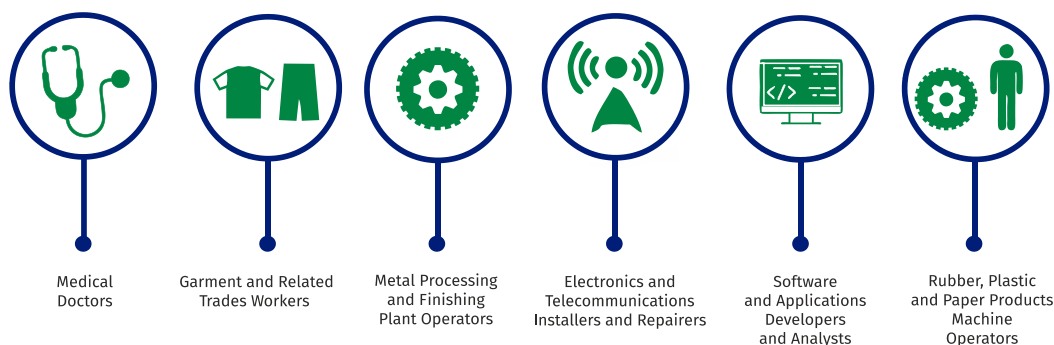 </>
Medical
Doctors
Garment and Related
Trades Workers
Metal Processing
and Finishing
Plant Operators
Electronics and
Telecommunications
Installers and Repairers
Software
and Applications
Developers
and Analysts
Rubber, Plastic
and Paper Products
Machine
Operators